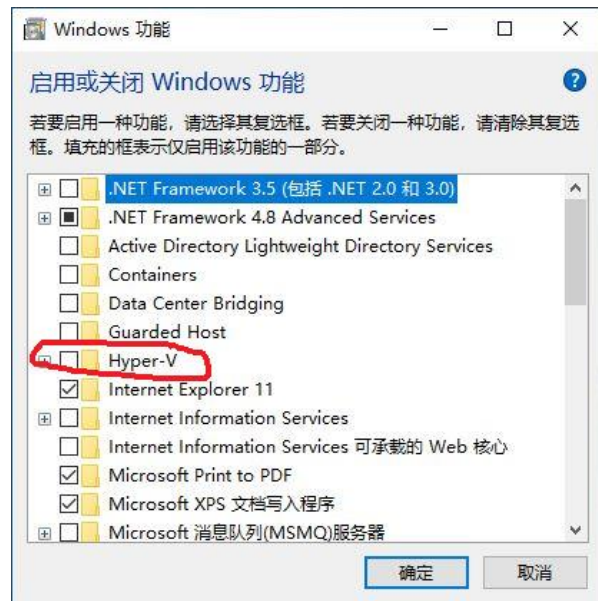 Windows 功能
启用或关闭 Windows 功能
若要启用一种功能，请选择其复选框。若要关闭一种功能，请清除其复选
框。填充的框表示仅启用该功能的一部分。
.NET Framework 3.5 (包括 .NET 2.0 和 3.0)
.NET Framework 4.8 Advanced Services
Active Directory Lightweight Directory Services
Containers
Data Center Bridging
Guarded Host
Hyper-V
Internet Explorer 11
Internet Information Services
Internet Information Services 可承载的 Web 核心
Microsoft Print to PDF
Microsoft XPS 文档写入程序
Microsoft 消息队列(MSMQ)服务器
确定
取消